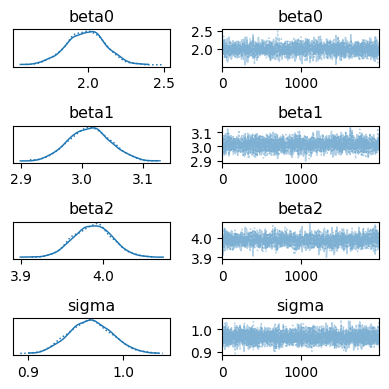 beta0 beta0
2.5
2.0
2.0 2.5 0 1000
beta1 beta1
3.1
3.0
2.9
2.9 3.0 3.1 0 1000
beta2 beta2
4.0
3.9
3.9 4.0 0 1000
sigma sigma
1.0
0.9
0.9 1.0 0 1000